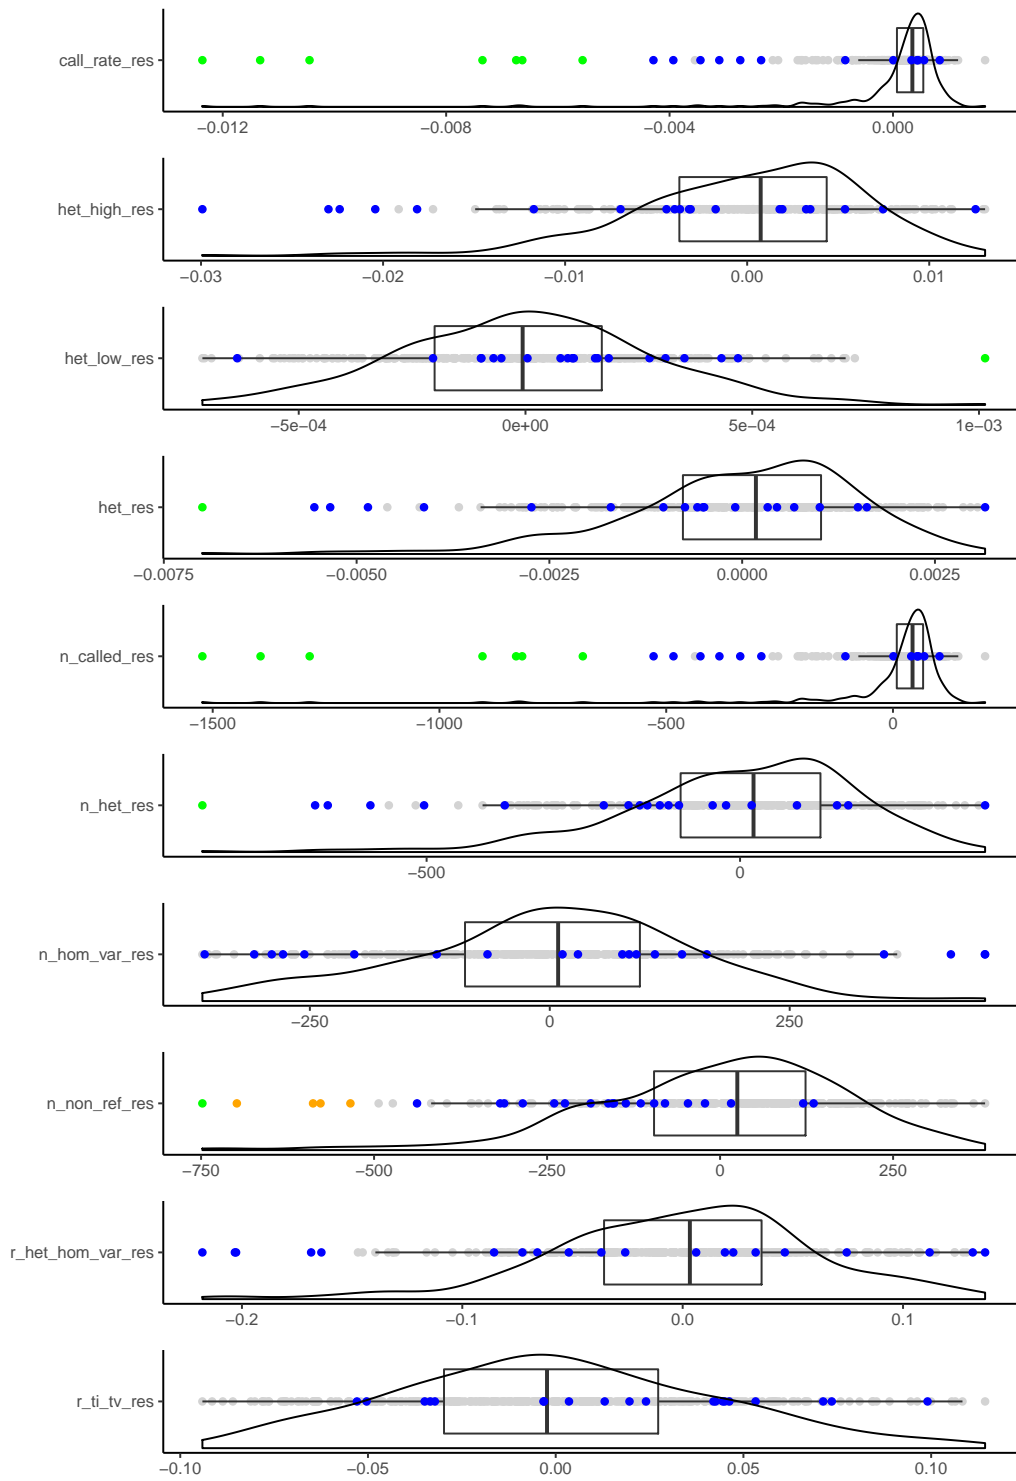 call_rate_res
−0.012 −0.008 −0.004 0.000
het_high_res
−0.03 −0.02 −0.01 0.00 0.01
het_low_res
−5e−04 0e+00 5e−04 1e−03
het_res
−0.0075 −0.0050 −0.0025 0.0000 0.0025
n_called_res
−1500 −1000 −500 0
n_het_res
−500 0
n_hom_var_res
−250 0 250
n_non_ref_res
−750 −500 −250 0 250
r_het_hom_var_res
−0.2 −0.1 0.0 0.1
r_ti_tv_res
−0.10 −0.05 0.00 0.05 0.10